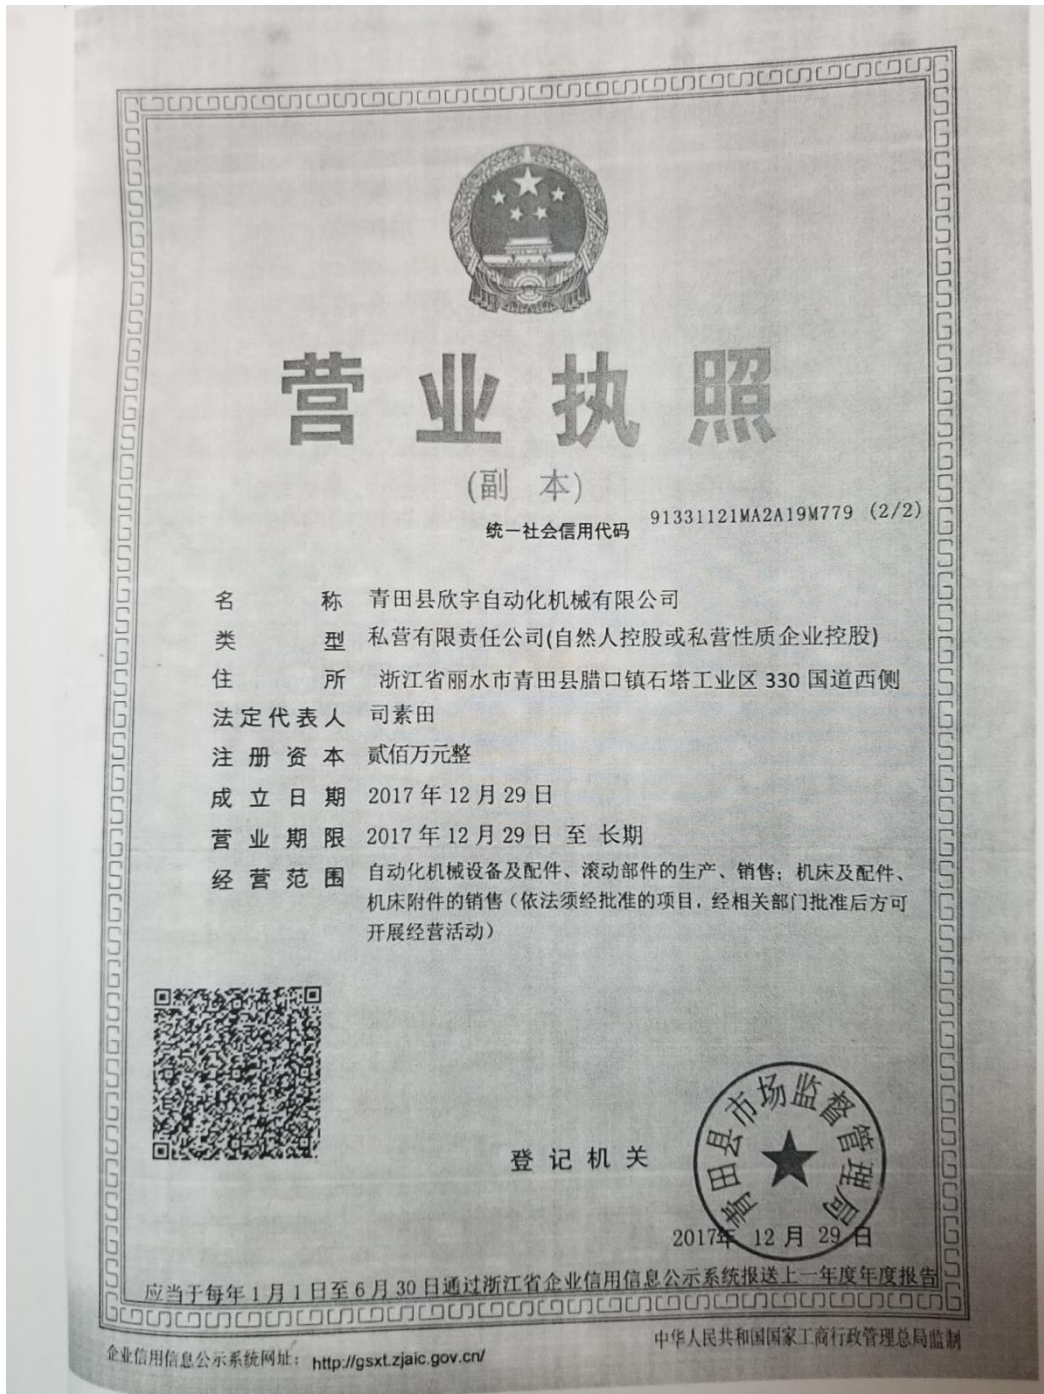 营业执照
(副 本)
统一社会信用代码 91331121MA2A19M779 (2/2)
名 称 青田县欣宇自动化机械有限公司
类 型 私营有限责任公司(自然人控股或私营性质企业控股)
住 所 浙江省丽水市青田县腊口镇石塔工业区 330 国道西侧
法定代表人 司素田
注册资本 贰佰万元整
成立日期 2017 年 12 月 29 日
营业期限 2017 年 12 月 29 日 至 长期
经营范围 自动化机械设备及配件、滚动部件的生产、销售；机床及配件、
机床附件的销售（依法须经批准的项目，经相关部门批准后方可
开展经营活动）
登记机关
青田县市场监督管理局
2017年 12 月 29 日
应当于每年 1 月 1 日至 6 月 30 日通过浙江省企业信用信息公示系统报送上一年度年度报告
企业信用信息公示系统网址： http://gsxt.zjaic.gov.cn/
中华人民共和国国家工商行政管理总局监制